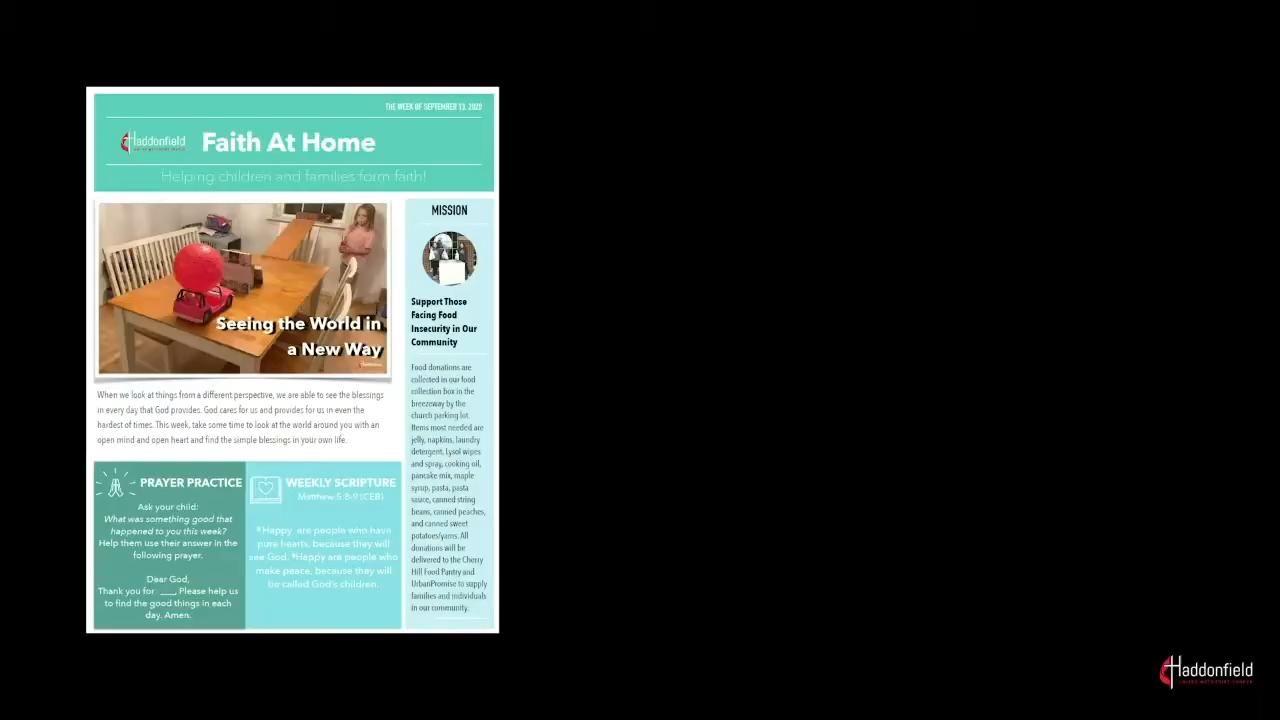 THE WEEK OF SEPTEMBER 13, 2020
Haddonfield
UNITED METHODIST CHURCH
Faith At Home
Helping children and families form faith!
Seeing the World in
a New Way
When we look at things from a different perspective, we are able to see the blessings
in every day that God provides. God cares for us and provides for us in even the
hardest of times. This week, take some time to look at the world around you with an
open mind and open heart and find the simple blessings in your own life.
PRAYER PRACTICE
Ask your child:
What was something good that
happened to you this week?
Help them use their answer in the
following prayer.
Dear God,
Thank you for ___. Please help us
to find the good things in each
day. Amen.
WEEKLY SCRIPTURE
Matthew 5:8-9 (CEB)
Happy are people who have
pure hearts, because they will
see God. Happy are people who
make peace, because they will
be called God's children.
MISSION
Support Those
Facing Food
Insecurity in Our
Community
Food donations are
collected in our food
collection box in the
breezeway by the
church parking lot.
Items most needed are
jelly, napkins, laundry
detergent, Lysol wipes
and spray, cooking oil,
pancake mix, maple
syrup, pasta, pasta
sauce, canned string
beans, canned peaches,
and canned sweet
potatoes/yams. All
donations will be
delivered to the Cherry
Hill Food Pantry and
UrbanPromise to supply
families and individuals
in our community.
Haddonfield
UNITED METHODIST CHURCH